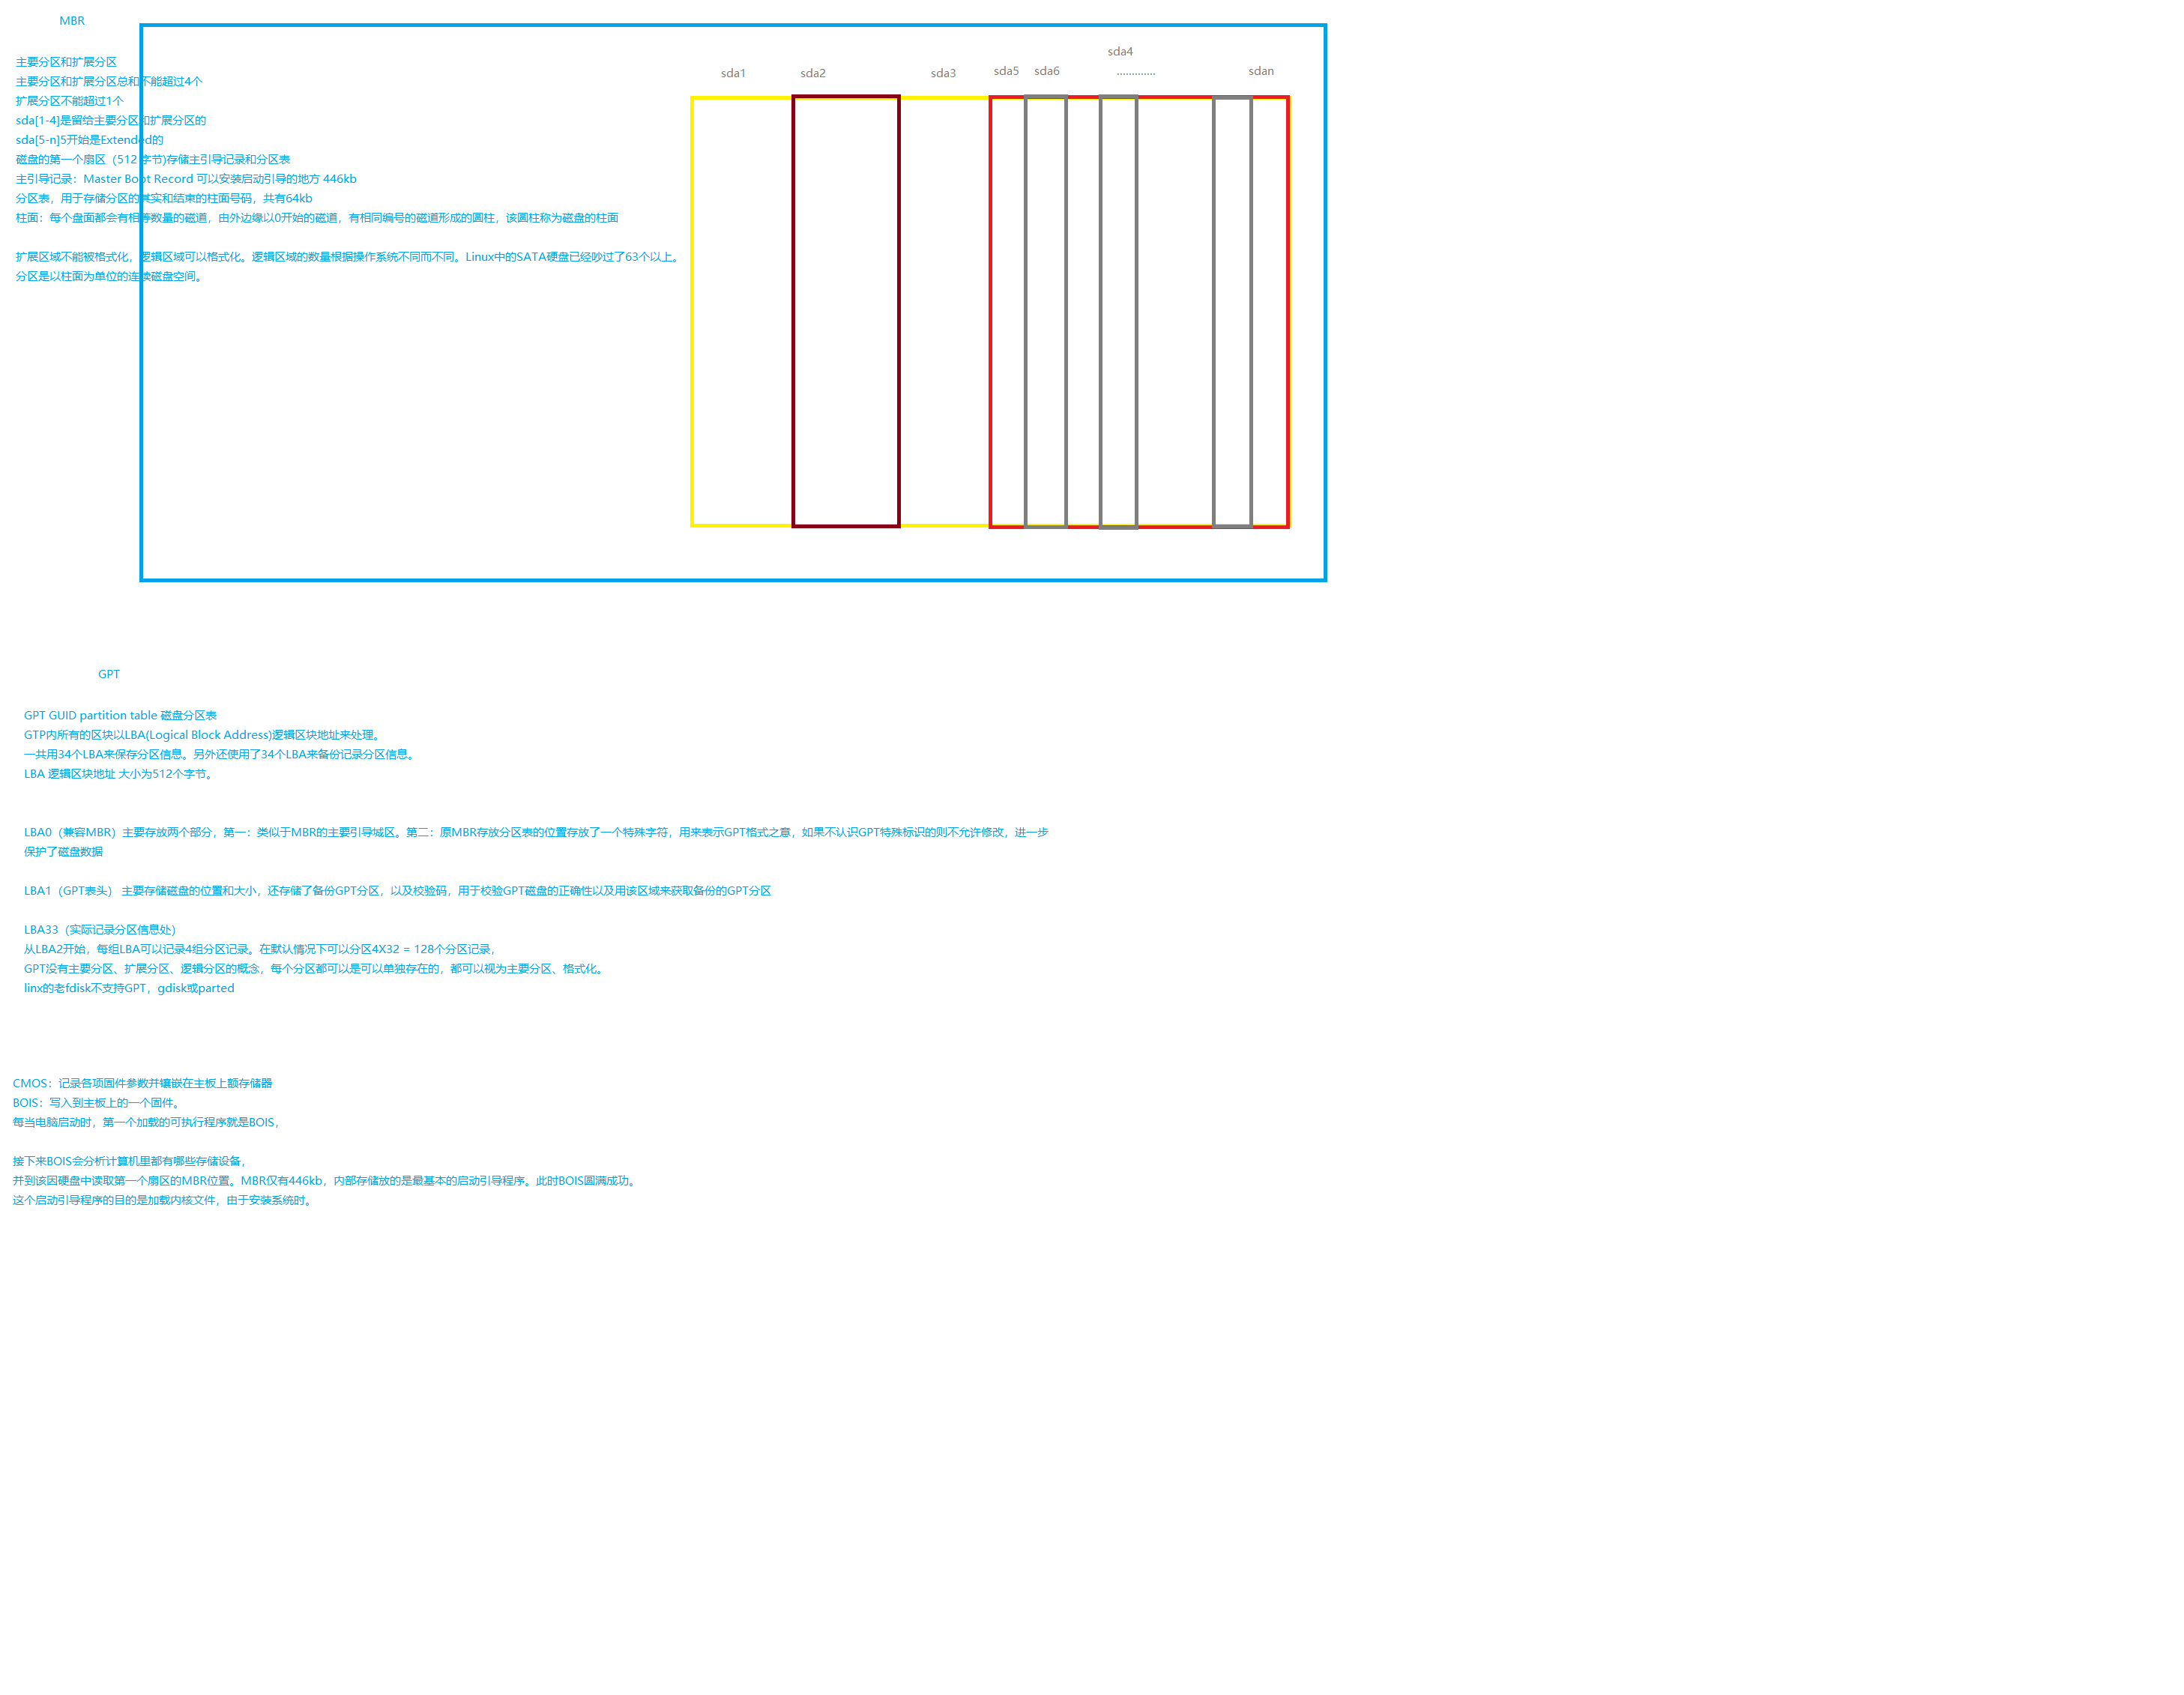 MBR
主要分区和扩展分区
主要分区和扩展分区总和不能超过4个
扩展分区不能超过1个
sda[1-4]是留给主要分区和扩展分区的
sda[5-n]5开始是Extended的
磁盘的第一个扇区（512 字节)存储主引导记录和分区表
主引导记录：Master Boot Record 可以安装启动引导的地方 446kb
分区表，用于存储分区的其实和结束的柱面号码，共有64kb
柱面：每个盘面都会有相等数量的磁道，由外边缘以0开始的磁道，有相同编号的磁道形成的圆柱，该圆柱称为磁盘的柱面
扩展区域不能被格式化，逻辑区域可以格式化。逻辑区域的数量根据操作系统不同而不同。Linux中的SATA硬盘已经吵过了63个以上。
分区是以柱面为单位的连续磁盘空间。
sda4
sda1
sda2
sda3
sda5
sda6
.............
sdan
GPT
GPT GUID partition table 磁盘分区表
GTP内所有的区块以LBA(Logical Block Address)逻辑区块地址来处理。
一共用34个LBA来保存分区信息。另外还使用了34个LBA来备份记录分区信息。
LBA 逻辑区块地址 大小为512个字节。
LBA0（兼容MBR）主要存放两个部分，第一：类似于MBR的主要引导城区。第二：原MBR存放分区表的位置存放了一个特殊字符，用来表示GPT格式之意，如果不认识GPT特殊标识的则不允许修改，进一步
保护了磁盘数据
LBA1（GPT表头） 主要存储磁盘的位置和大小，还存储了备份GPT分区，以及校验码，用于校验GPT磁盘的正确性以及用该区域来获取备份的GPT分区
LBA33（实际记录分区信息处）
从LBA2开始，每组LBA可以记录4组分区记录。在默认情况下可以分区4X32 = 128个分区记录，
GPT没有主要分区、扩展分区、逻辑分区的概念，每个分区都可以是可以单独存在的，都可以视为主要分区、格式化。
linx的老fdisk不支持GPT，gdisk或parted
CMOS：记录各项固件参数并镶嵌在主板上额存储器
BOIS：写入到主板上的一个固件。
每当电脑启动时，第一个加载的可执行程序就是BOIS，
接下来BOIS会分析计算机里都有哪些存储设备，
并到该因硬盘中读取第一个扇区的MBR位置。MBR仅有446kb，内部存储放的是最基本的启动引导程序。此时BOIS圆满成功。
这个启动引导程序的目的是加载内核文件，由于安装系统时。